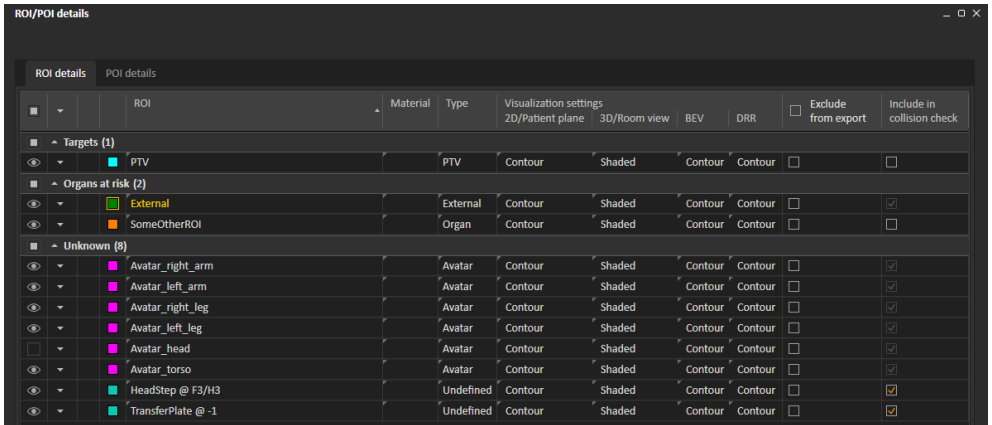 ROI/POI details
ROI details POI details
ROI Material Type Visualization settings Exclude from export Include in collision check
2D/Patient plane 3D/Room view BEV DRR
Targets (1)
PTV PTV Contour Shaded Contour Contour
Organs at risk (2)
External External Contour Shaded Contour Contour
SomeOtherROI Organ Contour Shaded Contour Contour
Unknown (8)
Avatar_right_arm Avatar Contour Shaded Contour Contour
Avatar_left_arm Avatar Contour Shaded Contour Contour
Avatar_right_leg Avatar Contour Shaded Contour Contour
Avatar_left_leg Avatar Contour Shaded Contour Contour
Avatar_head Avatar Contour Shaded Contour Contour
Avatar_torso Avatar Contour Shaded Contour Contour
HeadStep @ F3/H3 Undefined Contour Shaded Contour Contour
TransferPlate @ -1 Undefined Contour Shaded Contour Contour